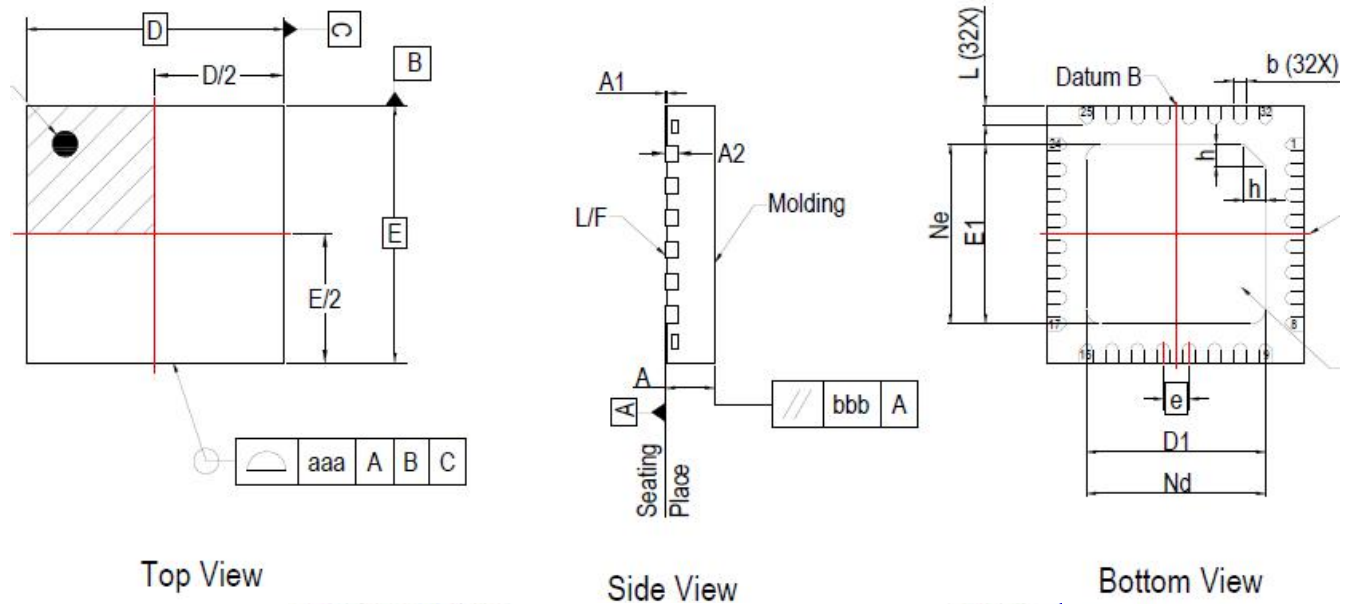 D
C
D/2
B
E
E/2
aaa A B C
Top View
A1
A2
L/F
Molding
A
A
bbb A
Seating
Place
Side View
L (32X)
Datum B
b (32X)
25
32
24
1
h
h
Ne
E1
17
8
16
9
e
D1
Nd
Bottom View